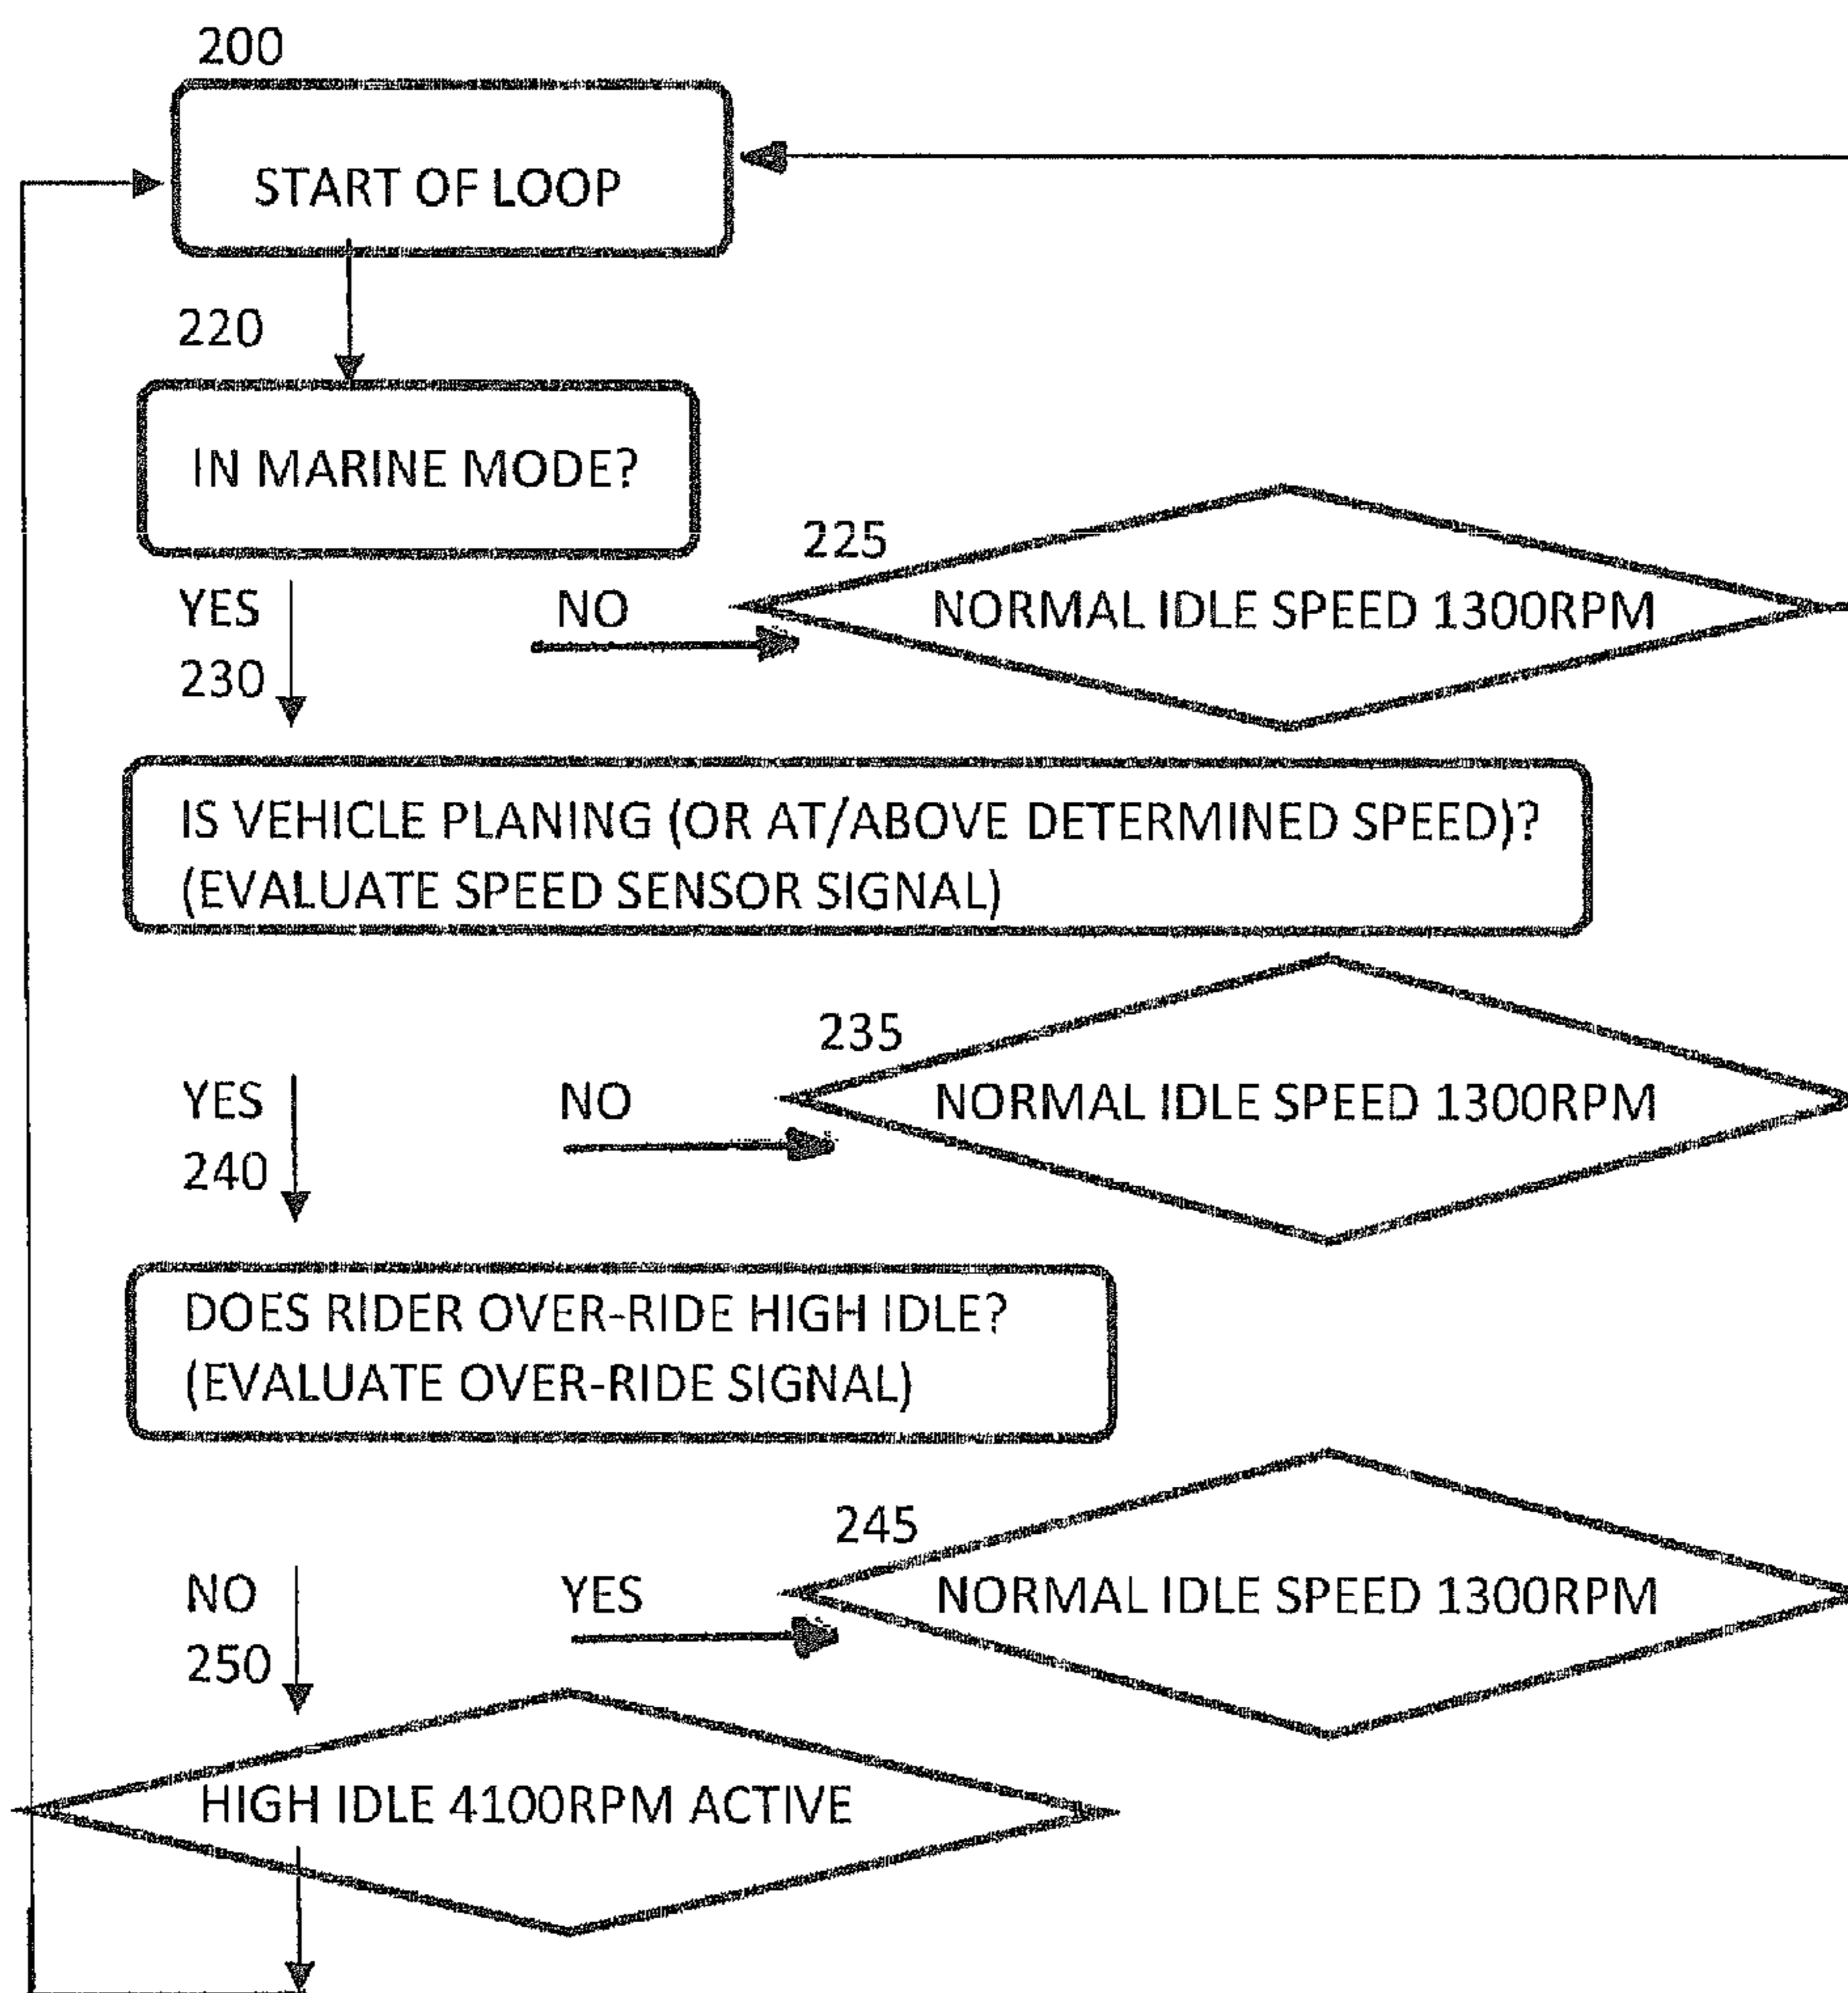 200
START OF LOOP
220
IN MARINE MODE?
225
YES
NO
NORMAL IDLE SPEED 1300RPM
230
IS VEHICLE PLANING (OR AT/ABOVE DETERMINED SPEED)?
(EVALUATE SPEED SENSOR SIGNAL)
235
YES
NO
NORMAL IDLE SPEED 1300RPM
240
DOES RIDER OVER-RIDE HIGH IDLE?
(EVALUATE OVER-RIDE SIGNAL)
245
NO
YES
NORMAL IDLE SPEED 1300RPM
250
HIGH IDLE 4100RPM ACTIVE